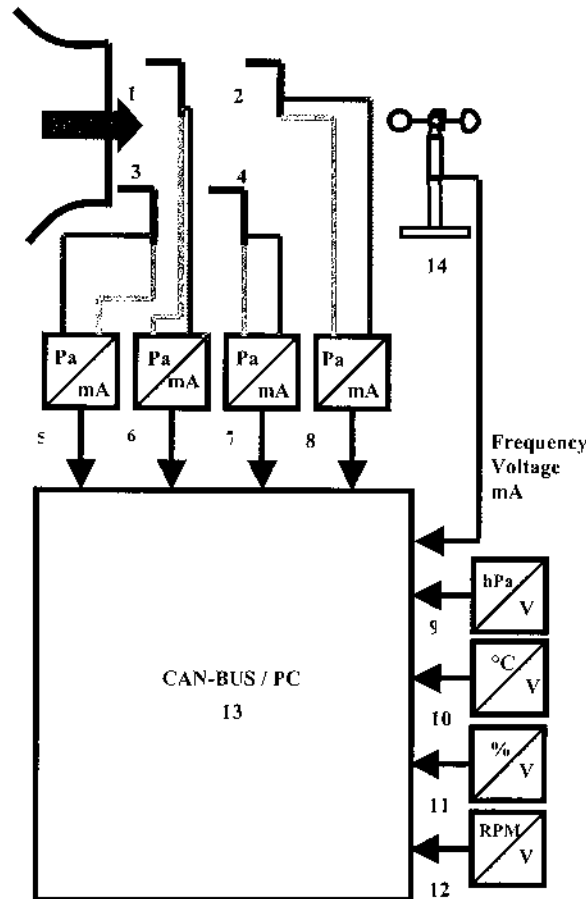 1
2
3
4
14
Pa
mA
Pa
mA
Pa
mA
Pa
mA
5
6
7
8
Frequency
Voltage
mA
hPa
V
9
°C
V
10
CAN-BUS / PC
13
%
V
11
RPM
V
12